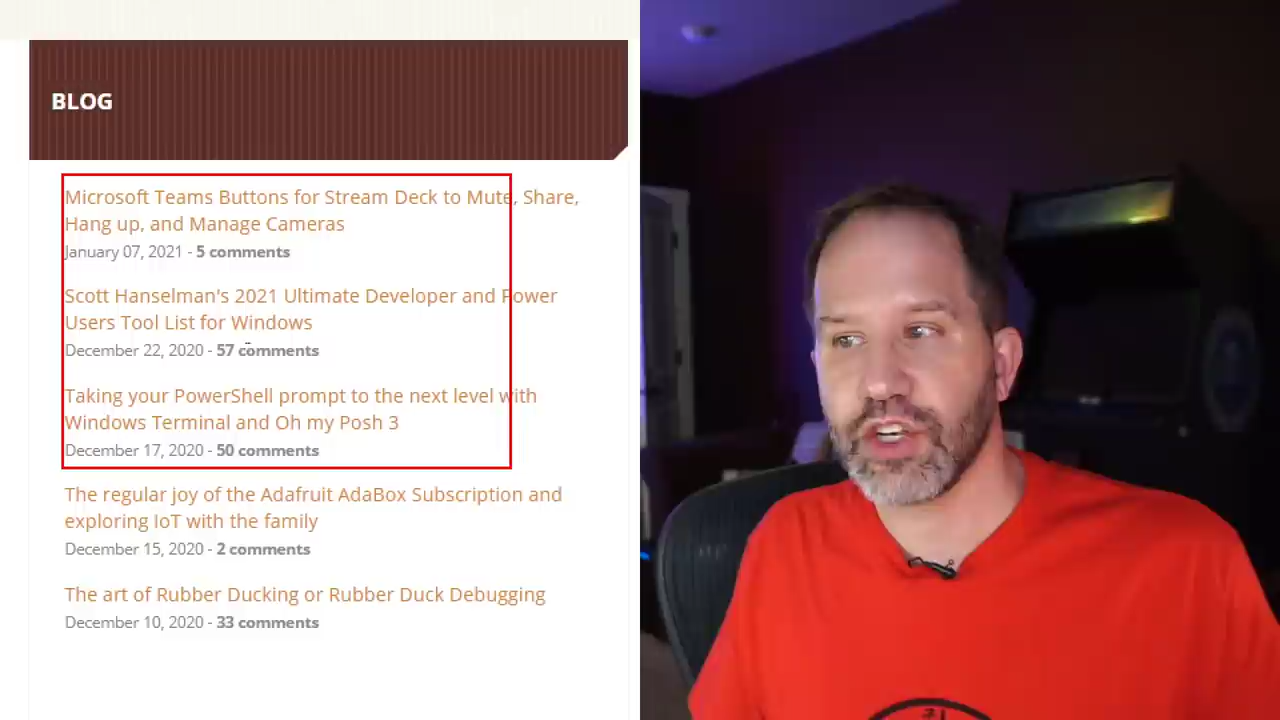 BLOG
Microsoft Teams Buttons for Stream Deck to Mute, Share,
Hang up, and Manage Cameras
January 07, 2021 - 5 comments
Scott Hanselman's 2021 Ultimate Developer and Power
Users Tool List for Windows
December 22, 2020 - 57 comments
Taking your PowerShell prompt to the next level with
Windows Terminal and Oh my Posh 3
December 17, 2020 - 50 comments
The regular joy of the Adafruit AdaBox Subscription and
exploring IoT with the family
December 15, 2020 - 2 comments
The art of Rubber Ducking or Rubber Duck Debugging
December 10, 2020 - 33 comments